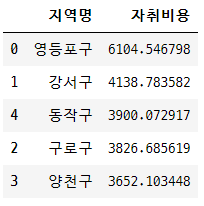 지역명 자취비용
0 영등포구 6104.546798
1 강서구 4138.783582
4 동작구 3900.072917
2 구로구 3826.685619
3 양천구 3652.103448